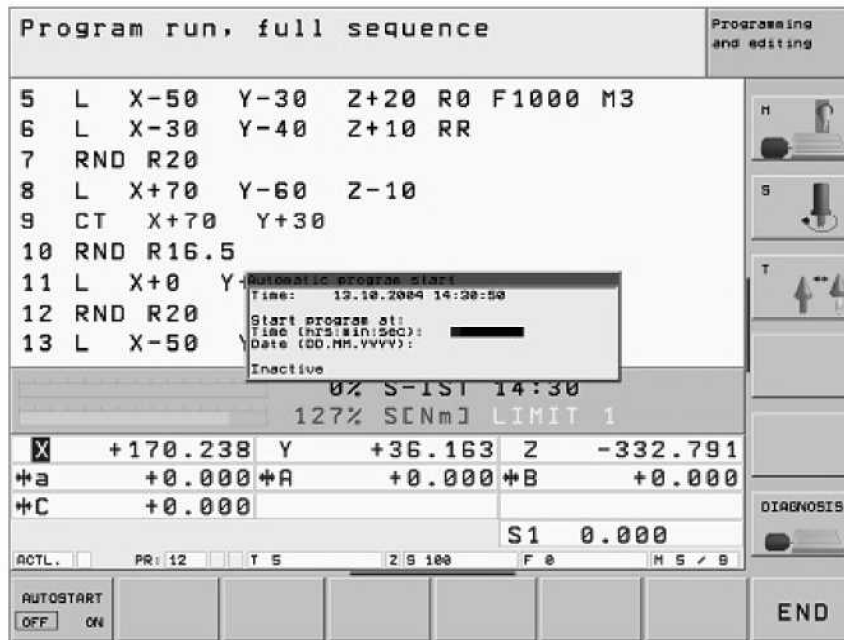 Program run, full sequence
Programming
and editing
5 L X-50 Y-30 Z+20 R0 F1000 M3
6 L X-30 Y-40 Z+10 RR
7 RND R20
8 L X+70 Y-60 Z-10
9 CT X+70 Y+30
10 RND R16.5
11 L X+0 Y
12 RND R20
13 L X-50
Automatic program start
Time: 13.10.2004 14:30:50
Start program at:
Time (hrs:min:sec):
Date (DD.MM.YYYY):
Inactive
M
S
T
0% S-IST 14:30
127% S[Nm] LIMIT 1
X +170.238 Y +36.163 Z -332.791
a +0.000 A +0.000 B +0.000
C +0.000
S1 0.000
DIAGNOSIS
ACTL. PR: 12 T 5 Z S 100 F 0 M 5 / 9
AUTOSTART
OFF ON
END